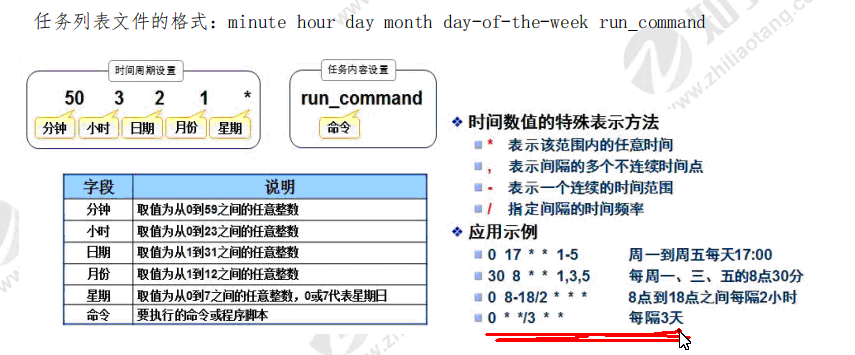 任务列表文件的格式：minute hour day month day-of-the-week run_command
时间周期设置
50 3 2 1 *
分钟 小时 日期 月份 星期
任务内容设置
run_command
命令
字段 说明
分钟 取值为从0到59之间的任意整数
小时 取值为从0到23之间的任意整数
日期 取值为从1到31之间的任意整数
月份 取值为从1到12之间的任意整数
星期 取值为从0到7之间的任意整数，0或7代表星期日
命令 要执行的命令或程序脚本
时间数值的特殊表示方法
* 表示该范围内的任意时间
, 表示间隔的多个不连续时间点
- 表示一个连续的时间范围
/ 指定间隔的时间频率
应用示例
0 17 * * 1-5 周一到周五每天17:00
30 8 * * 1,3,5 每周一、三、五的8点30分
0 8-18/2 * * * 8点到18点之间每隔2小时
0 * */3 * * 每隔3天
www.zhiliaotang.com